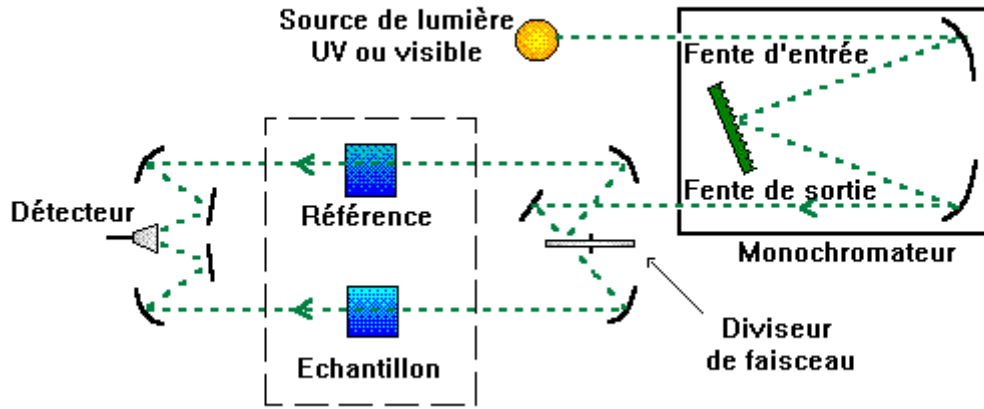 Source de lumière
UV ou visible
Fente d'entrée
Fente de sortie
Monochromateur
Référence
Détecteur
Echantillon
Diviseur
de faisceau